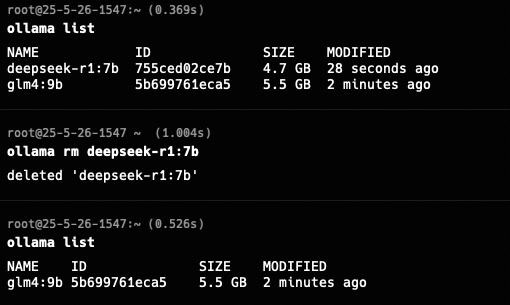 root@25-5-26-1547:~ (0.369s)
ollama list
NAME ID SIZE MODIFIED
deepseek-r1:7b 755ced02ce7b 4.7 GB 28 seconds ago
glm4:9b 5b699761eca5 5.5 GB 2 minutes ago
root@25-5-26-1547 ~ (1.004s)
ollama rm deepseek-r1:7b
deleted 'deepseek-r1:7b'
root@25-5-26-1547:~ (0.526s)
ollama list
NAME ID SIZE MODIFIED
glm4:9b 5b699761eca5 5.5 GB 2 minutes ago